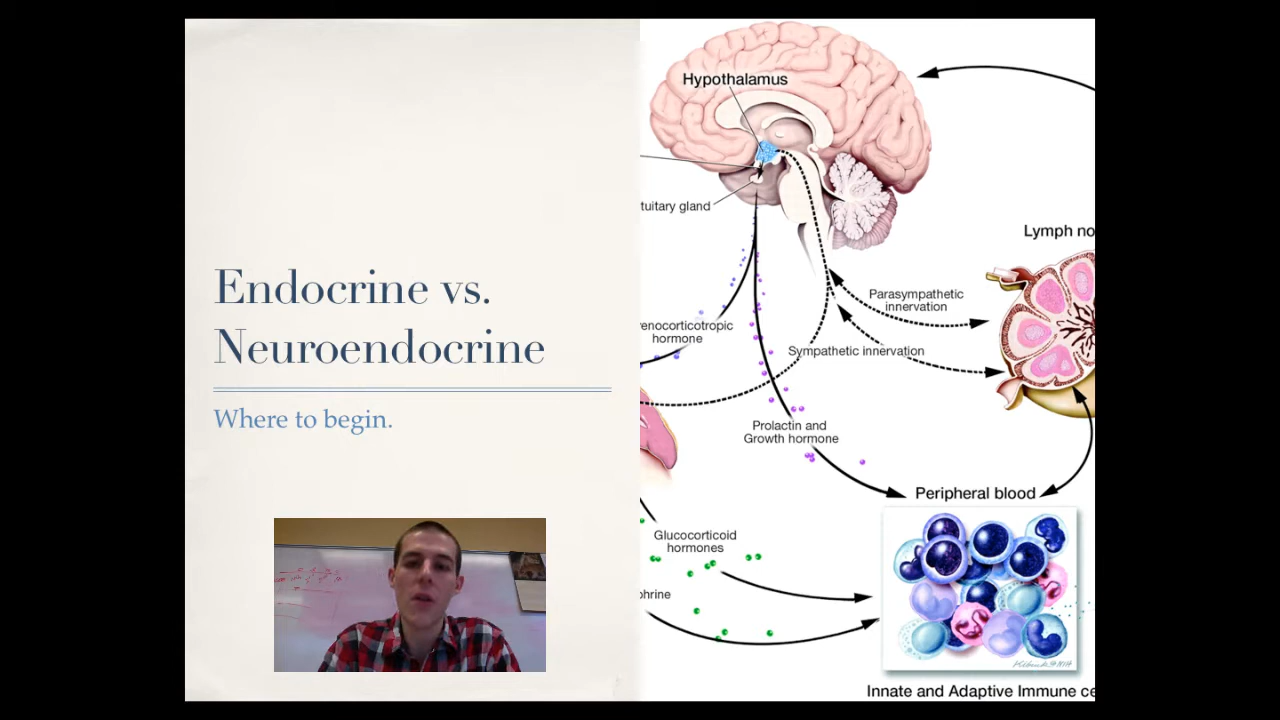 Endocrine vs.
Neuroendocrine
Where to begin.
Hypothalamus
tuitary gland
Lymph no
Parasympathetic
innervation
enocorticotropic
hormone
Sympathetic innervation
Prolactin and
Growth hormone
Peripheral blood
Glucocorticoid
hormones
phrine
Innate and Adaptive Immune ce